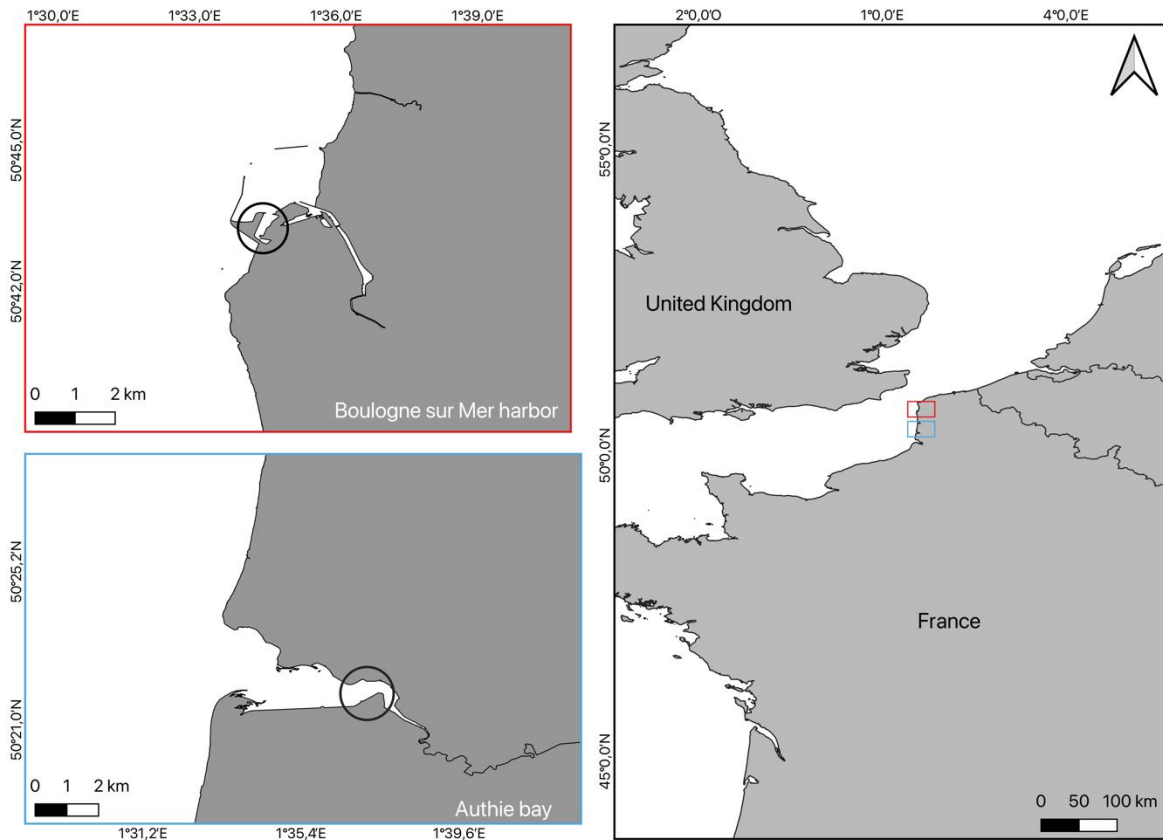 1°30,0'E 1°33,0'E 1°36,0'E 1°39,0'E
50°45,0'N
50°42,0'N
0 1 2 km
Boulogne sur Mer harbor
50°25,2'N
50°21,0'N
0 1 2 km
Authie bay
1°31,2'E 1°35,4'E 1°39,6'E
2°0,0'O 1°0,0'E 4°0,0'E
55°0,0'N
United Kingdom
50°0,0'N
France
45°0,0'N
0 50 100 km